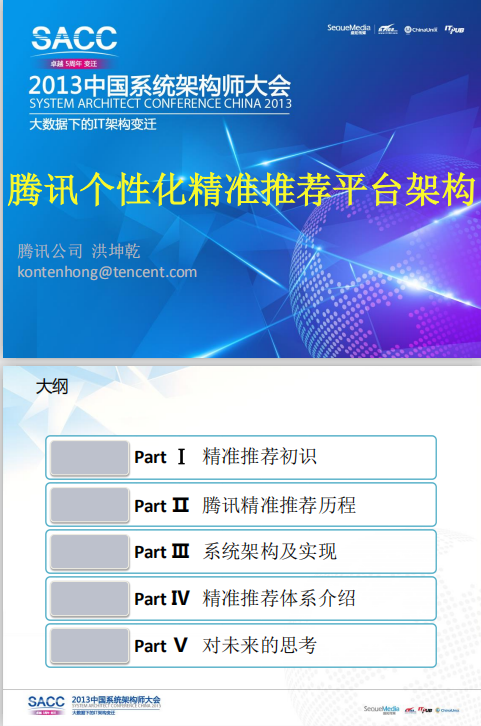 SACC
卓越 5周年 变迁
SequeMedia
ChinaUnix
ITPUB
2013中国系统架构师大会
SYSTEM ARCHITECT CONFERENCE CHINA 2013
大数据下的IT架构变迁
腾讯个性化精准推荐平台架构
腾讯公司 洪坤乾
kontenhong@tencent.com
大纲
Part Ⅰ 精准推荐初识
Part Ⅱ 腾讯精准推荐历程
Part Ⅲ 系统架构及实现
Part Ⅳ 精准推荐体系介绍
Part Ⅴ 对未来的思考
SACC
2013中国系统架构师大会
SYSTEM ARCHITECT CONFERENCE CHINA 2013
大数据下的IT架构变迁
SequeMedia
ITPUB
ChinaUnix